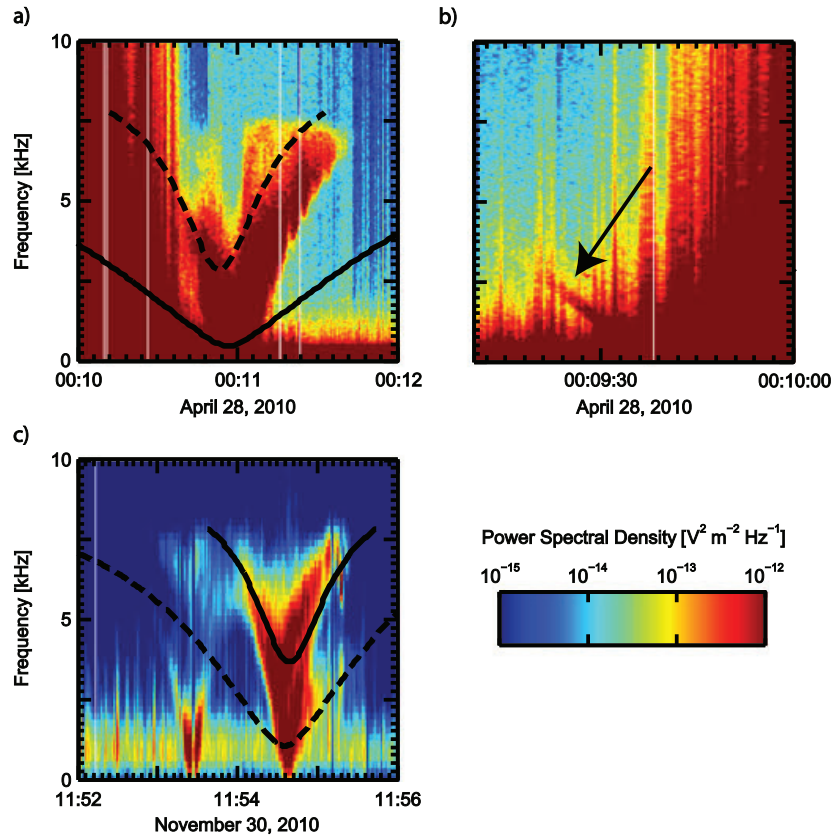 a)
10
5
0
Frequency [kHz]
00:10 00:11 00:12
April 28, 2010
b)
00:09:30 00:10:00
April 28, 2010
c)
10
5
0
Frequency [kHz]
11:52 11:54 11:56
November 30, 2010
Power Spectral Density [V² m⁻² Hz⁻¹]
10⁻¹⁵ 10⁻¹⁴ 10⁻¹³ 10⁻¹²